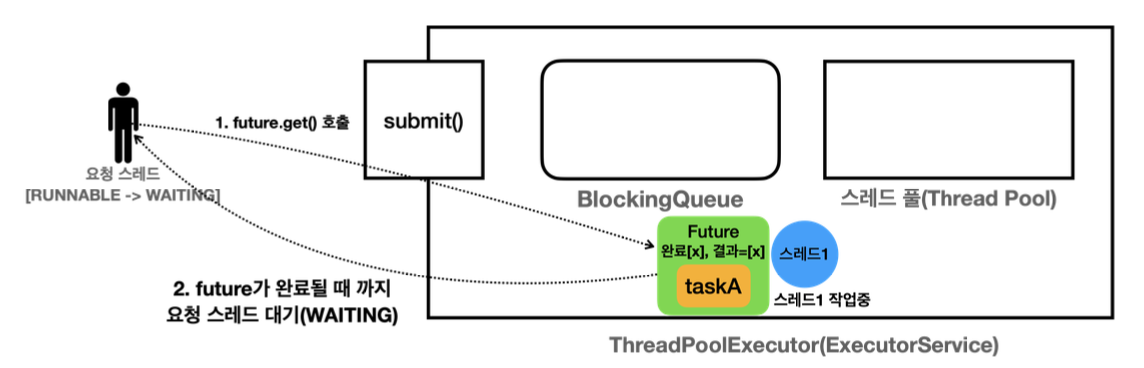 1. future.get() 호출
submit()
요청 스레드
[RUNNABLE -> WAITING]
BlockingQueue
스레드 풀(Thread Pool)
Future
완료[x], 결과=[x]
taskA
스레드1
스레드1 작업중
2. future가 완료될 때 까지
요청 스레드 대기(WAITING)
ThreadPoolExecutor(ExecutorService)